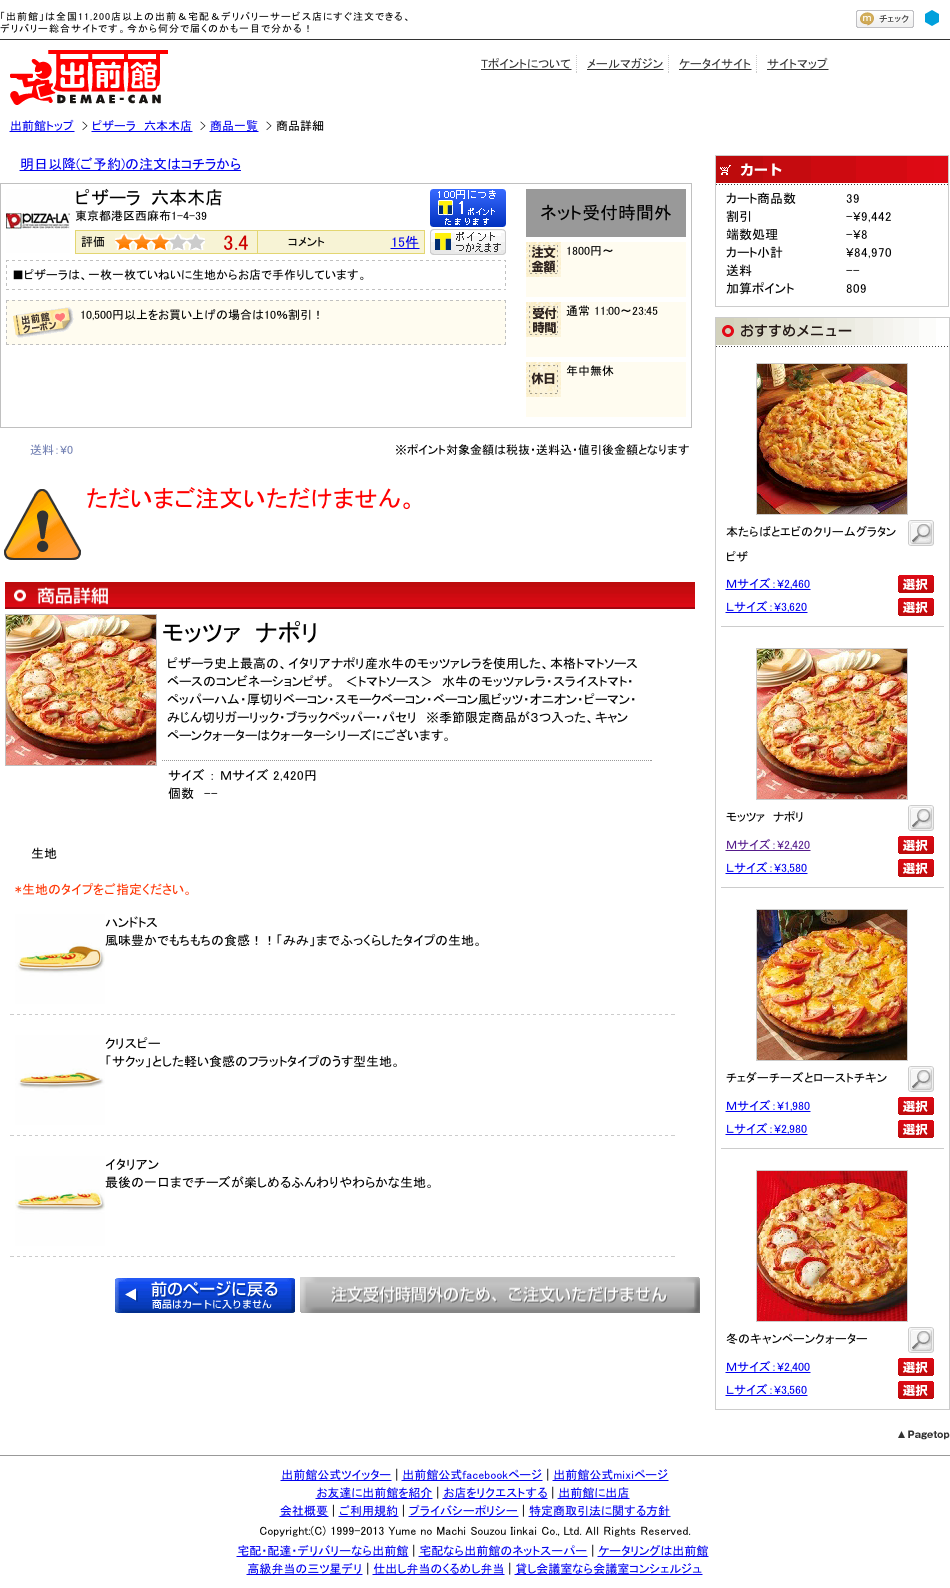 「出前館」は全国11,200店以上の出前&宅配&デリバリーサービス店にすぐ注文できる、
デリバリー総合サイトです。今から何分で届くのかも一目で分かる！
m チェック
出前館
DEMAE-CAN
Tポイントについて
メールマガジン
ケータイサイト
サイトマップ
出前館トップ > ピザーラ 六本木店 > 商品一覧 > 商品詳細
明日以降(ご予約)の注文はコチラから
PIZZA-LA
ピザーラ 六本木店
東京都港区西麻布1-4-39
評価 3.4 コメント 15件
100円につき
1ポイント
たまります
ポイント
つかえます
■ピザーラは、一枚一枚ていねいに生地からお店で手作りしています。
出前館
クーポン
10,500円以上をお買い上げの場合は10％割引！
ネット受付時間外
注文
金額
1800円～
受付
時間
通常 11:00～23:45
休日
年中無休
送料：¥0
※ポイント対象金額は税抜・送料込・値引後金額となります
ただいまご注文いただけません。
商品詳細
モッツァ ナポリ
ピザーラ史上最高の、イタリアナポリ産水牛のモッツァレラを使用した、本格トマトソース
ベースのコンビネーションピザ。 ＜トマトソース＞ 水牛のモッツァレラ・スライストマト・
ペッパーハム・厚切りベーコン・スモークベーコン・ベーコン風ビッツ・オニオン・ピーマン・
みじん切りガーリック・ブラックペッパー・パセリ ※季節限定商品が3つ入った、キャン
ペーンクォーターはクォーターシリーズにございます。
サイズ ： Mサイズ 2,420円
個数 --
生地
*生地のタイプをご指定ください。
ハンドトス
風味豊かでもちもちの食感！！「みみ」までふっくらしたタイプの生地。
クリスピー
「サクッ」とした軽い食感のフラットタイプのうす型生地。
イタリアン
最後の一口までチーズが楽しめるふんわりやわらかな生地。
前のページに戻る
商品はカートに入りません
注文受付時間外のため、ご注文いただけません
カート
カート商品数 39
割引 -¥9,442
端数処理 -¥8
カート小計 ¥84,970
送料 --
加算ポイント 809
おすすめメニュー
本たらばとエビのクリームグラタン
ピザ
Mサイズ：¥2,460 選択
Lサイズ：¥3,620 選択
モッツァ ナポリ
Mサイズ：¥2,420 選択
Lサイズ：¥3,580 選択
チェダーチーズとローストチキン
Mサイズ：¥1,980 選択
Lサイズ：¥2,980 選択
冬のキャンペーンクォーター
Mサイズ：¥2,400 選択
Lサイズ：¥3,560 選択
▲Pagetop
出前館公式ツイッター | 出前館公式facebookページ | 出前館公式mixiページ
お友達に出前館を紹介 | お店をリクエストする | 出前館に出店
会社概要 | ご利用規約 | プライバシーポリシー | 特定商取引法に関する方針
Copyright:(C) 1999-2013 Yume no Machi Souzou Iinkai Co., Ltd. All Rights Reserved.
宅配・配達・デリバリーなら出前館 | 宅配なら出前館のネットスーパー | ケータリングは出前館
高級弁当の三ツ星デリ | 仕出し弁当のくるめし弁当 | 貸し会議室なら会議室コンシェルジュ